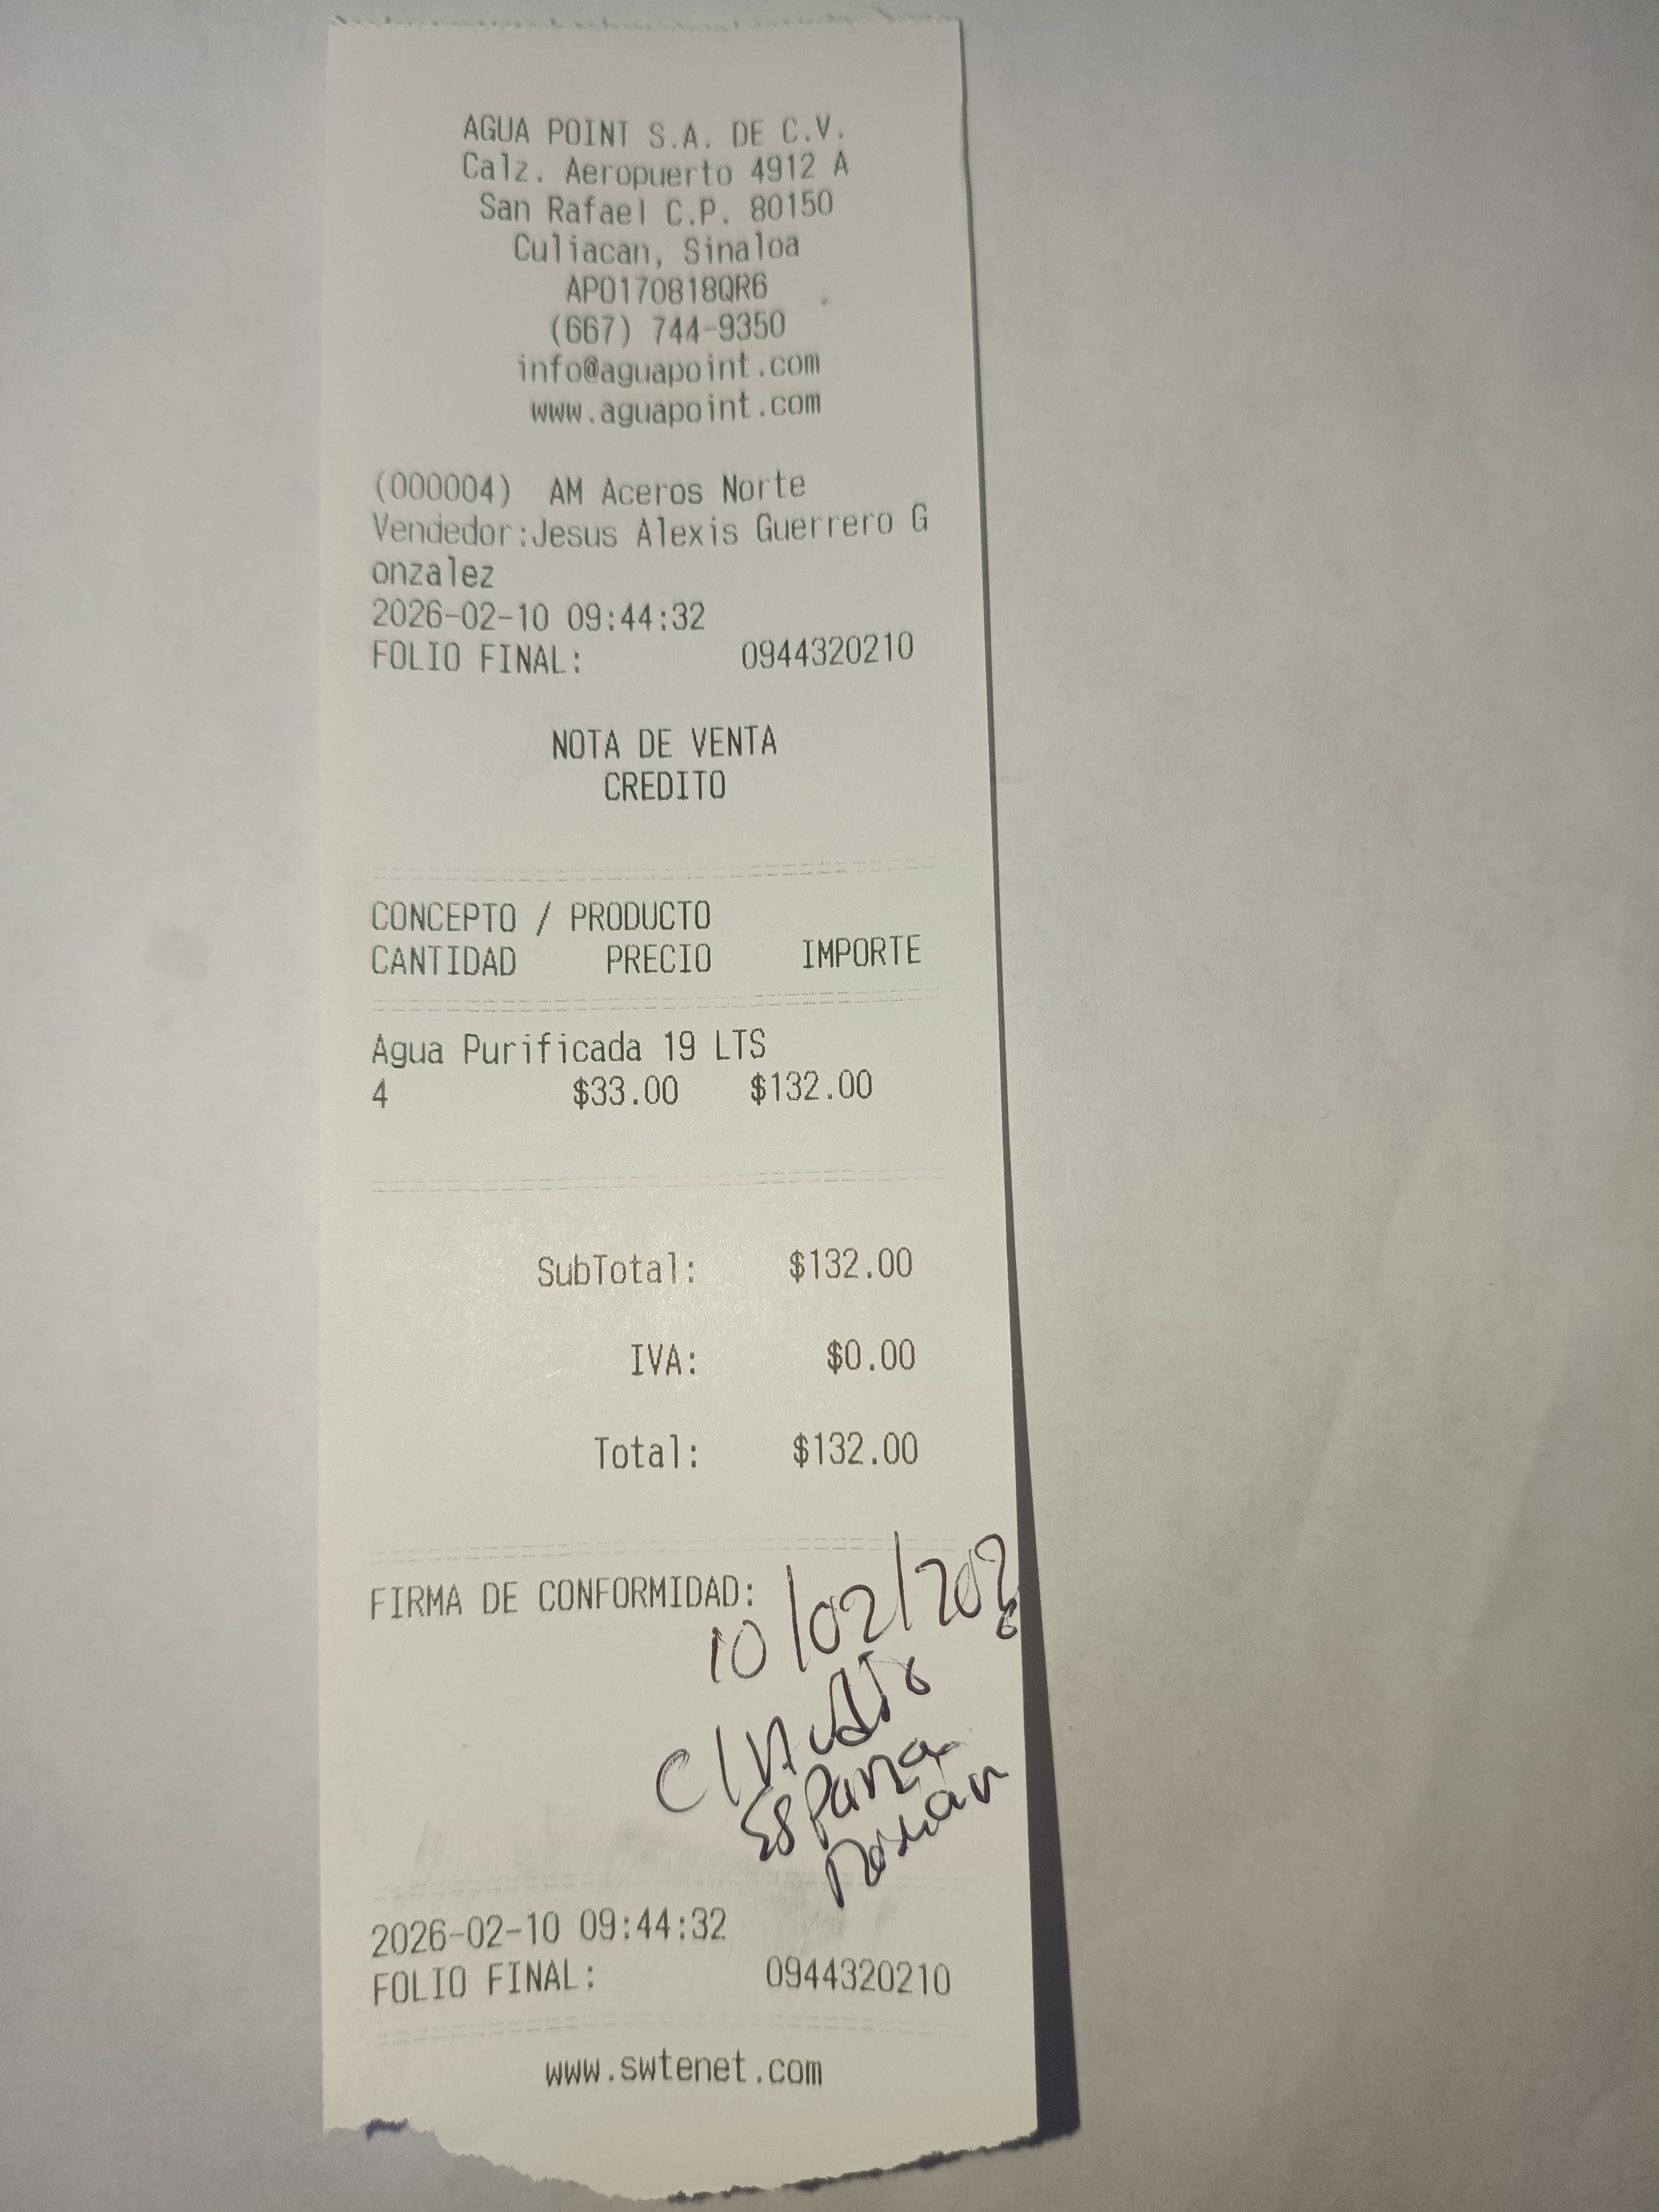 AGUA POINT S.A. DE C.V.
Calz. Aeropuerto 4912 A
San Rafael C.P. 80150
Culiacan, Sinaloa
APO170818QR6
(667) 744-9350
info@aguapoint.com
www.aguapoint.com
(000004) AM Aceros Norte
Vendedor:Jesus Alexis Guerrero G
onzalez
2026-02-10 09:44:32
FOLIO FINAL: 0944320210
NOTA DE VENTA
CREDITO
CONCEPTO / PRODUCTO
CANTIDAD PRECIO IMPORTE
Agua Purificada 19 LTS
4 $33.00 $132.00
SubTotal: $132.00
IVA: $0.00
Total: $132.00
FIRMA DE CONFORMIDAD:
10/02/2026
2026-02-10 09:44:32
FOLIO FINAL: 0944320210
www.swtenet.com